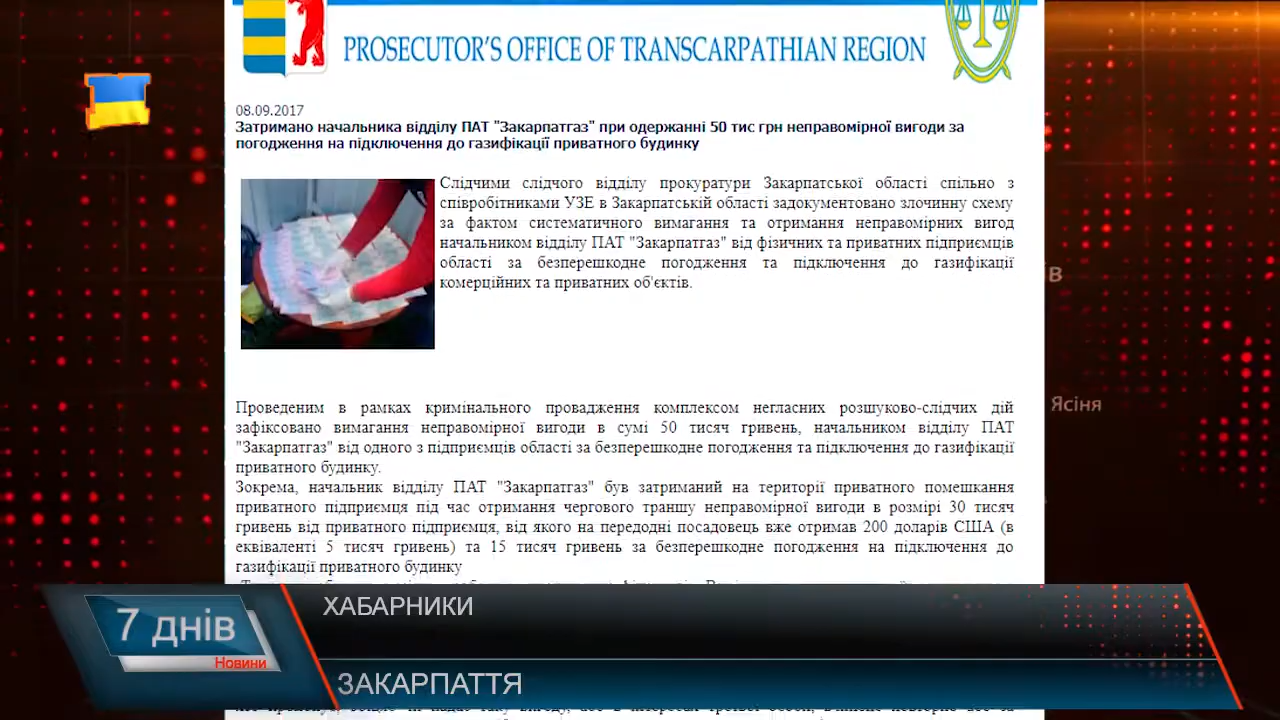 PROSECUTOR'S OFFICE OF TRANSCARPATHIAN REGION
08.09.2017
Затримано начальника відділу ПАТ "Закарпатгаз" при одержанні 50 тис грн неправомірної вигоди за
погодження на підключення до газифікації приватного будинку
Слідчими слідчого відділу прокуратури Закарпатської області спільно з
співробітниками УЗЕ в Закарпатській області задокументовано злочинну схему
за фактом систематичного вимагання та отримання неправомірних вигод
начальником відділу ПАТ "Закарпатгаз" від фізичних та приватних підприємців
області за безперешкодне погодження та підключення до газифікації
комерційних та приватних об'єктів.
Ясіня
Проведеним в рамках кримінального провадження комплексом негласних розшуково-слідчих дій
зафіксовано вимагання неправомірної вигоди в сумі 50 тисяч гривень, начальником відділу ПАТ
"Закарпатгаз" від одного з підприємців області за безперешкодне погодження та підключення до газифікації
приватного будинку.
Зокрема, начальник відділу ПАТ "Закарпатгаз" був затриманий на території приватного помешкання
приватного підприємця під час отримання чергового траншу неправомірної вигоди в розмірі 30 тисяч
гривень від приватного підприємця, від якого на передодні посадовець вже отримав 200 доларів США (в
еквіваленті 5 тисяч гривень) та 15 тисяч гривень за безперешкодне погодження на підключення до
газифікації приватного будинку
ХАБАРНИКИ
7 днів
Новини
ЗАКАРПАТТЯ